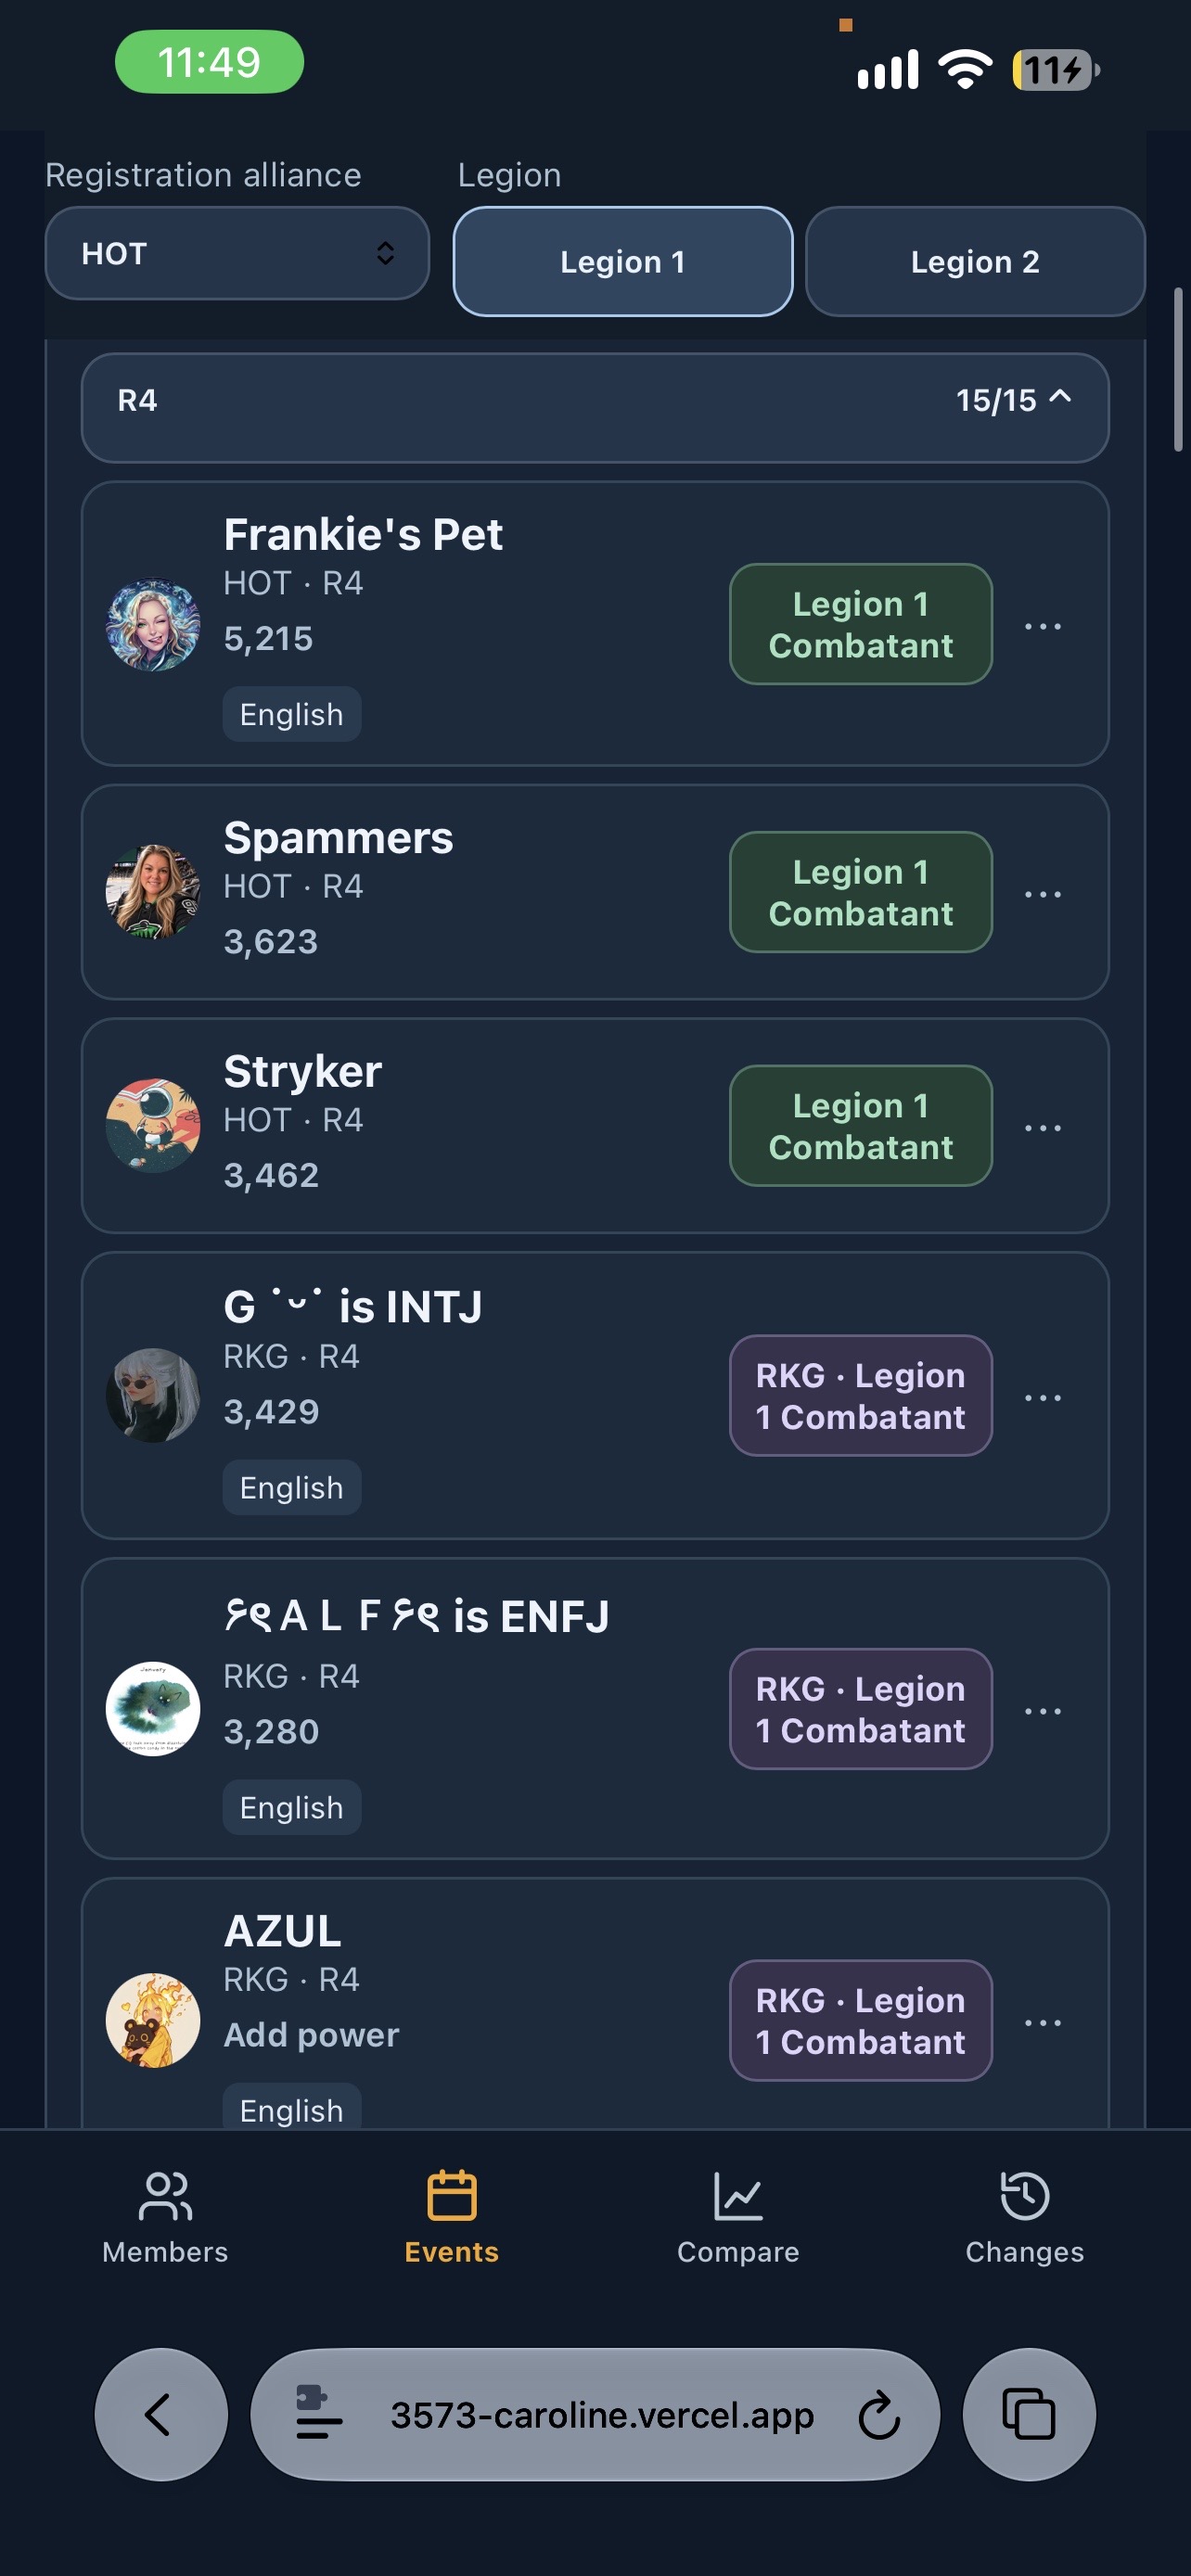 11:49
11
Registration alliance
Legion
HOT
Legion 1
Legion 2
R4
15/15
Frankie's Pet
HOT · R4
5,215
English
Legion 1
Combatant
...
Spammers
HOT · R4
3,623
Legion 1
Combatant
...
Stryker
HOT · R4
3,462
Legion 1
Combatant
...
G ˙ᵕ˙ is INTJ
RKG · R4
3,429
English
RKG · Legion
1 Combatant
...
A L F is ENFJ
RKG · R4
3,280
English
RKG · Legion
1 Combatant
...
January
AZUL
RKG · R4
Add power
English
RKG · Legion
1 Combatant
...
Members
Events
Compare
Changes
3573-caroline.vercel.app